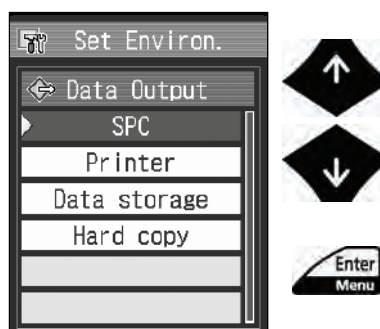 Set Environ.
Data Output
SPC
Printer
Data storage
Hard copy
Enter
Menu